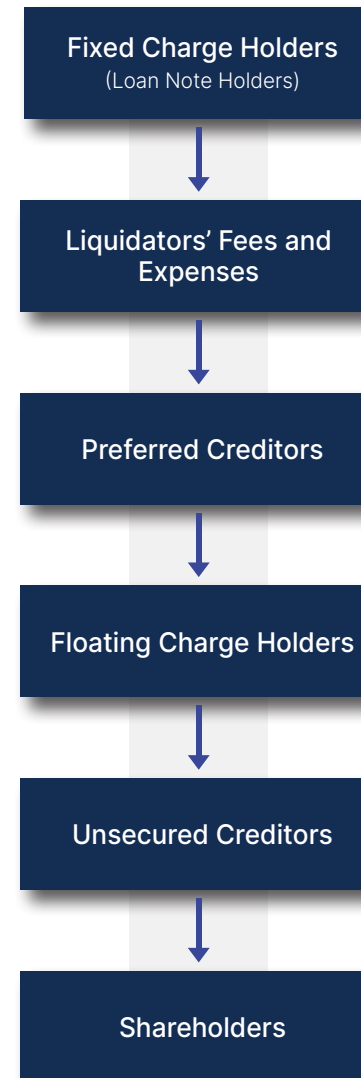 Fixed Charge Holders
(Loan Note Holders)
Liquidators’ Fees and
Expenses
Preferred Creditors
Floating Charge Holders
Unsecured Creditors
Shareholders